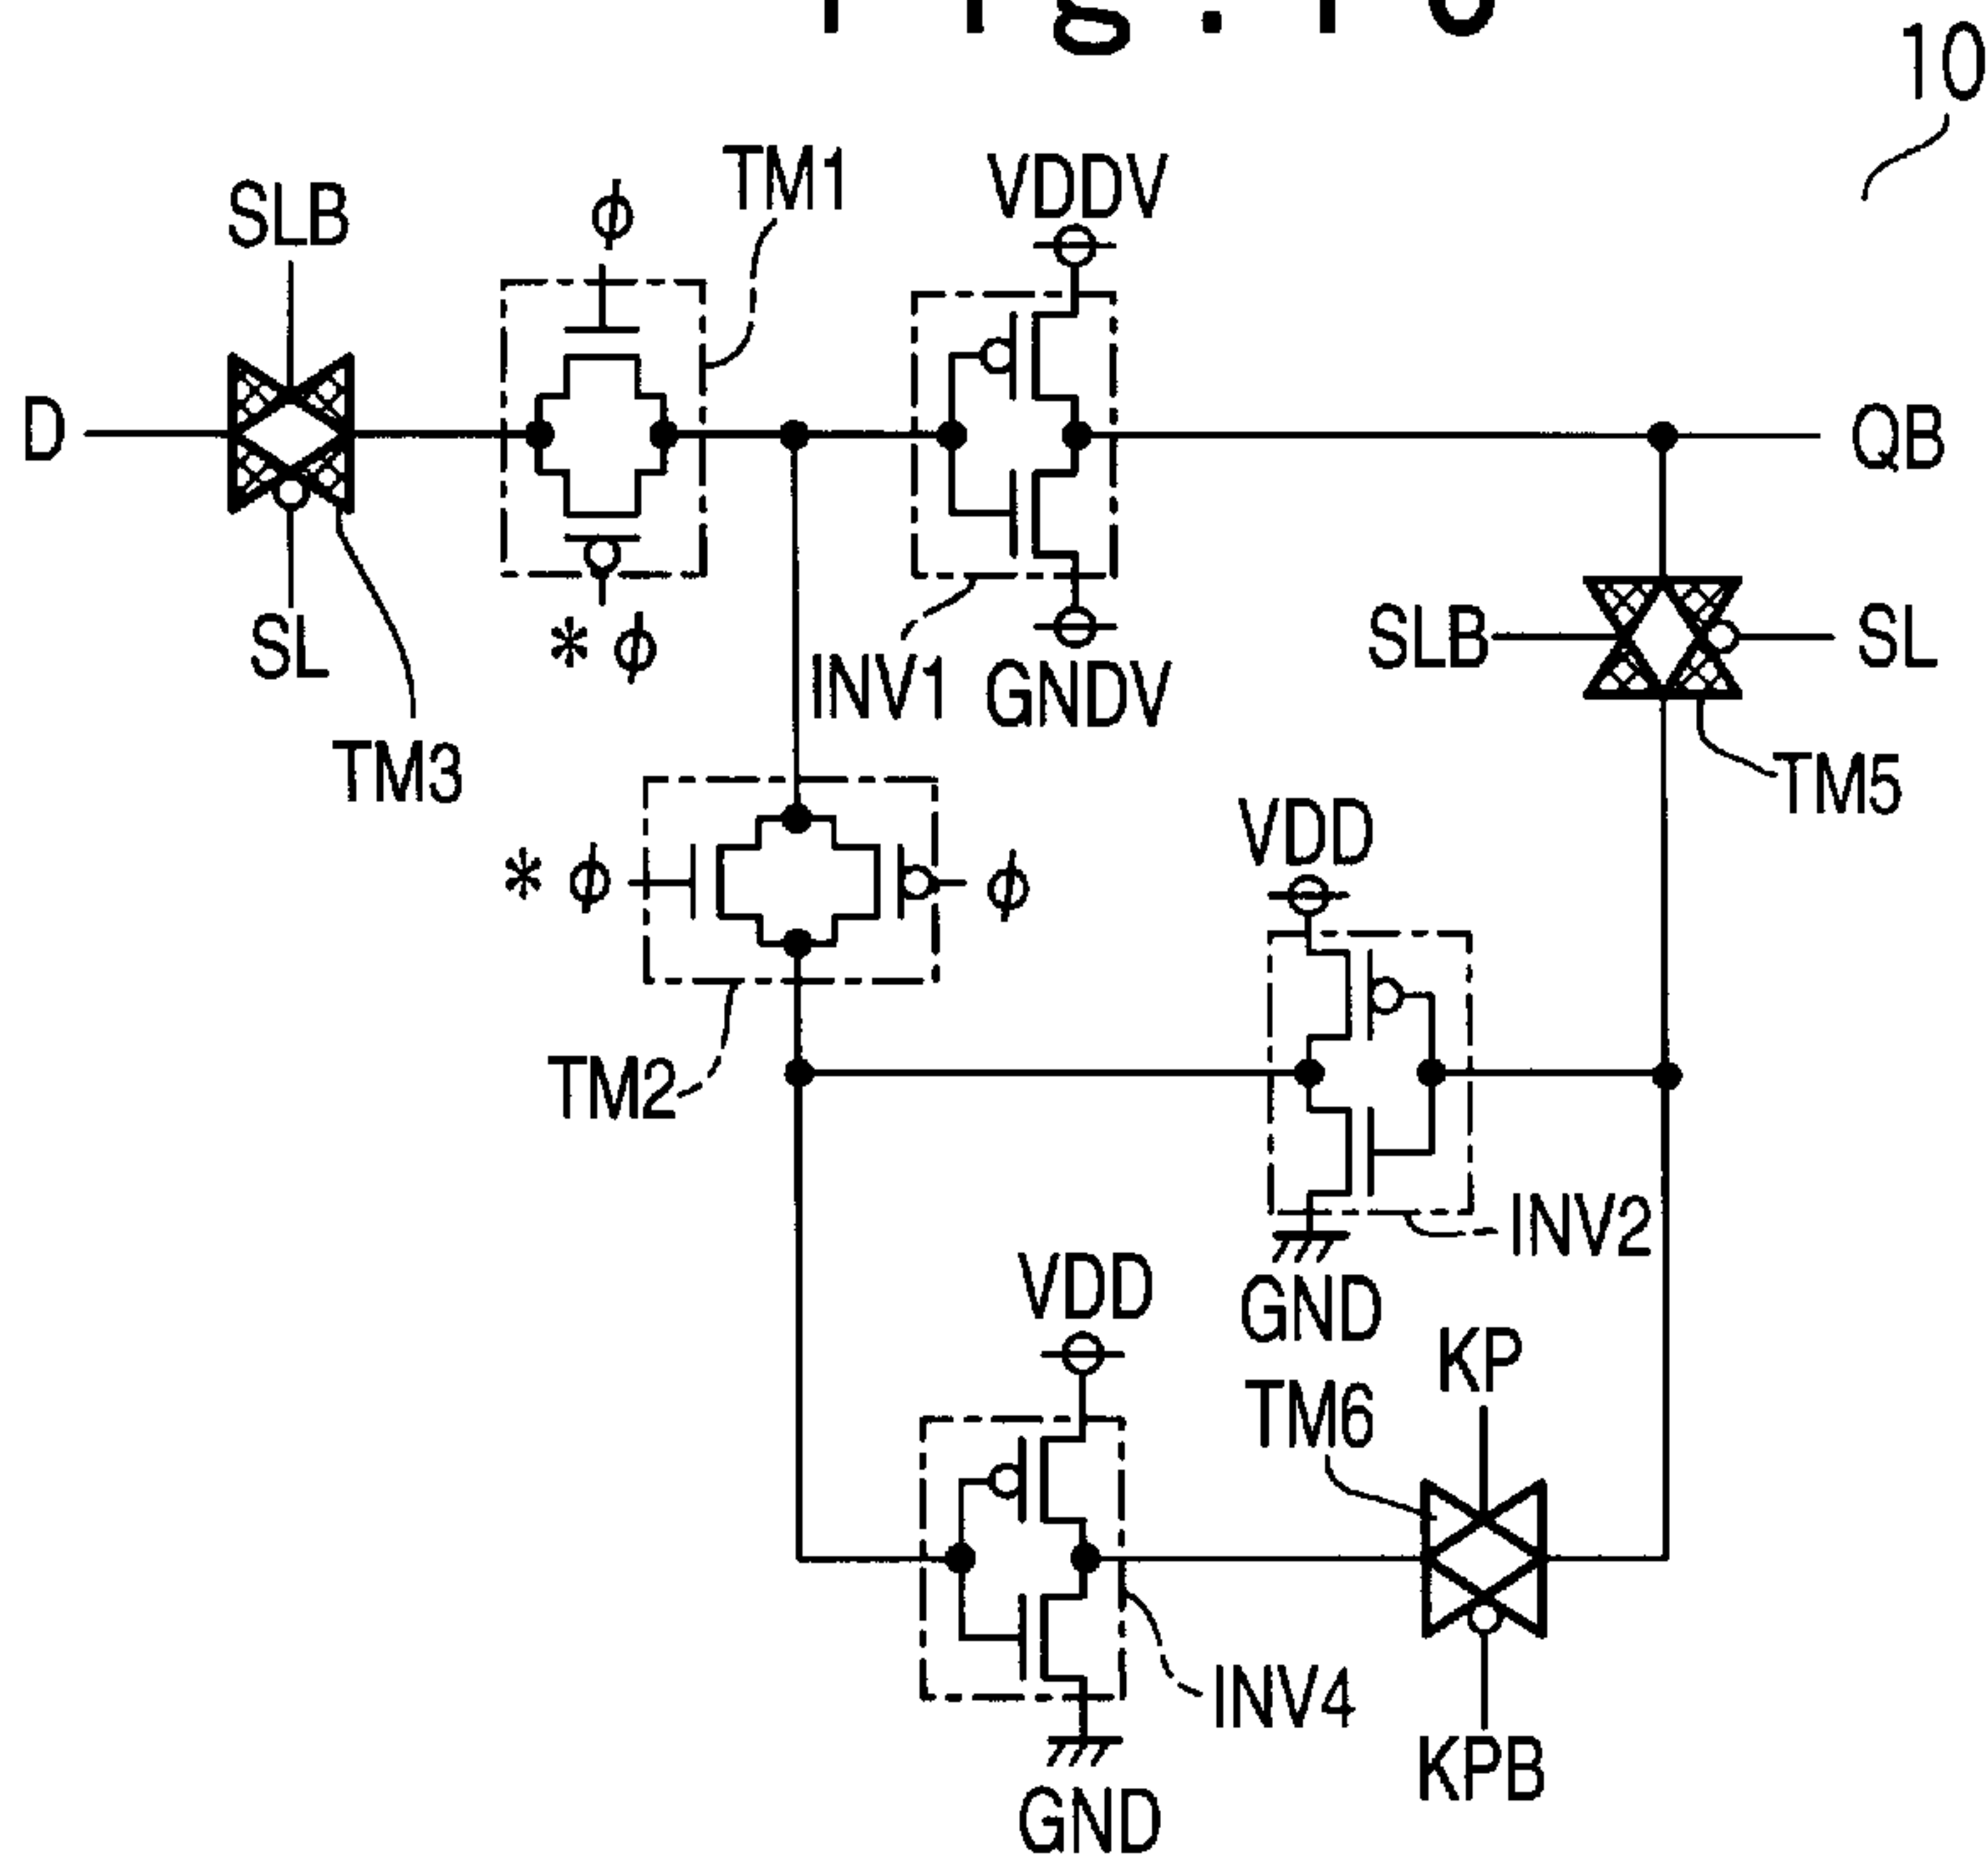 10
SLB
ϕ
TM1
VDDV
D
QB
SL
* ϕ
INV1
GNDV
SLB
SL
TM3
TM5
* ϕ
ϕ
VDD
TM2
INV2
GND
VDD
KP
TM6
INV4
KPB
GND